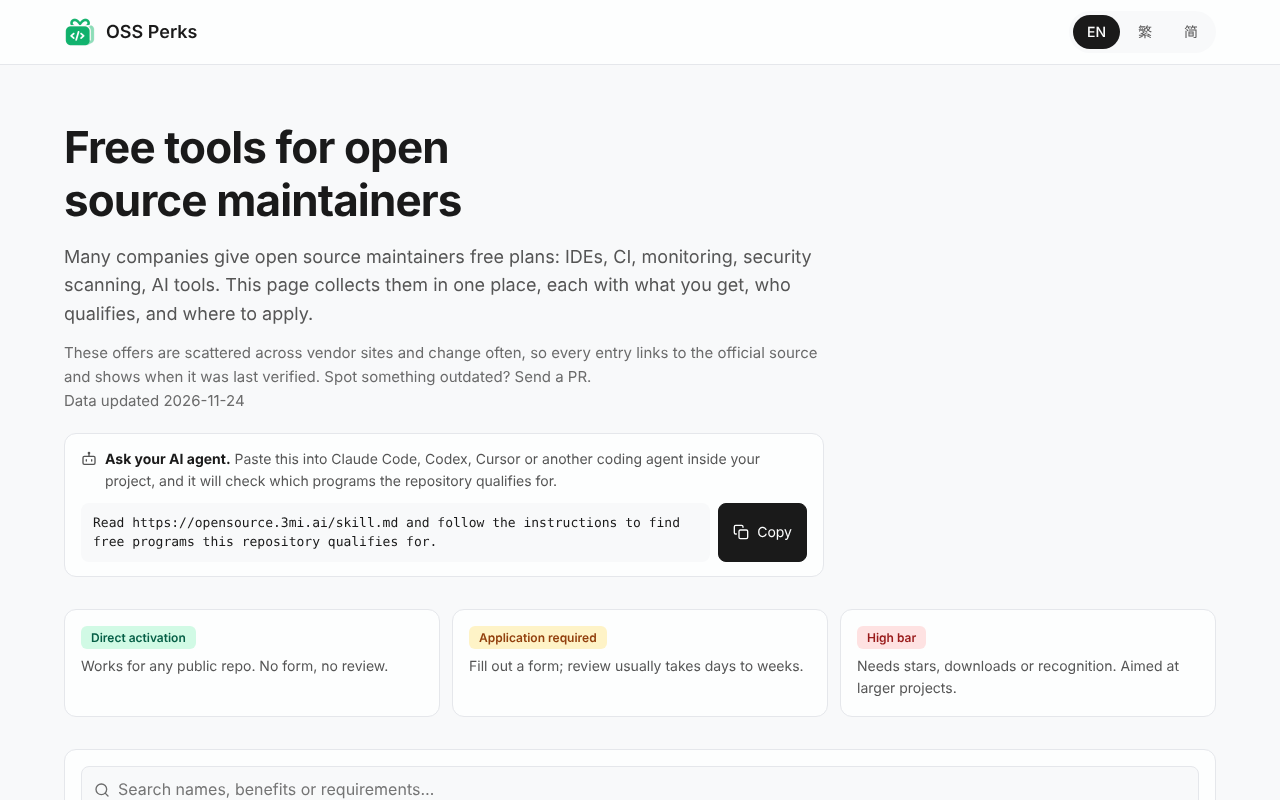 OSS Perks
EN 繁 简
Free tools for open
source maintainers
Many companies give open source maintainers free plans: IDEs, CI, monitoring, security
scanning, AI tools. This page collects them in one place, each with what you get, who
qualifies, and where to apply.
These offers are scattered across vendor sites and change often, so every entry links to the official source
and shows when it was last verified. Spot something outdated? Send a PR.
Data updated 2026-11-24
Ask your AI agent. Paste this into Claude Code, Codex, Cursor or another coding agent inside your
project, and it will check which programs the repository qualifies for.
Read https://opensource.3mi.ai/skill.md and follow the instructions to find
free programs this repository qualifies for.
Copy
Direct activation
Works for any public repo. No form, no review.
Application required
Fill out a form; review usually takes days to weeks.
High bar
Needs stars, downloads or recognition. Aimed at
larger projects.
Search names, benefits or requirements...